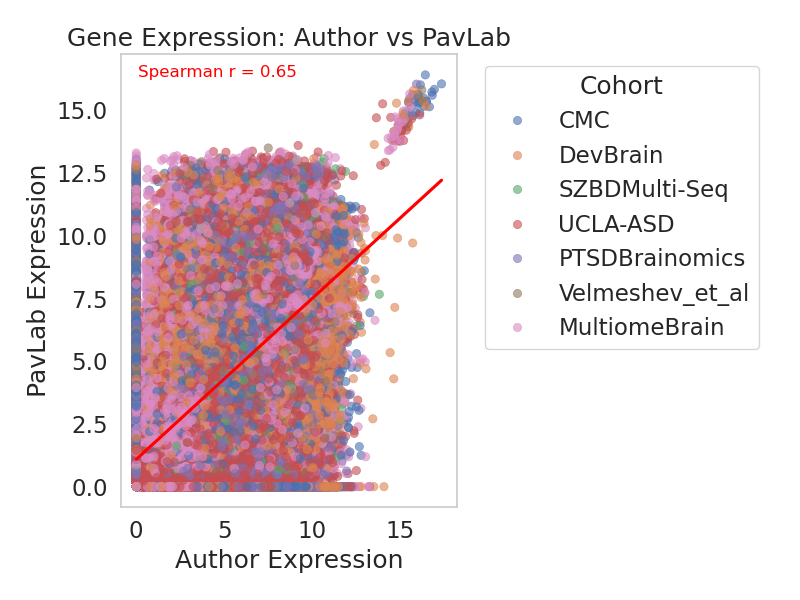 Gene Expression: Author vs PavLab
Spearman r = 0.65
PavLab Expression
15.0
12.5
10.0
7.5
5.0
2.5
0.0
0
5
10
15
Author Expression
Cohort
CMC
DevBrain
SZBDMulti-Seq
UCLA-ASD
PTSDBrainomics
Velmeshev_et_al
MultiomeBrain